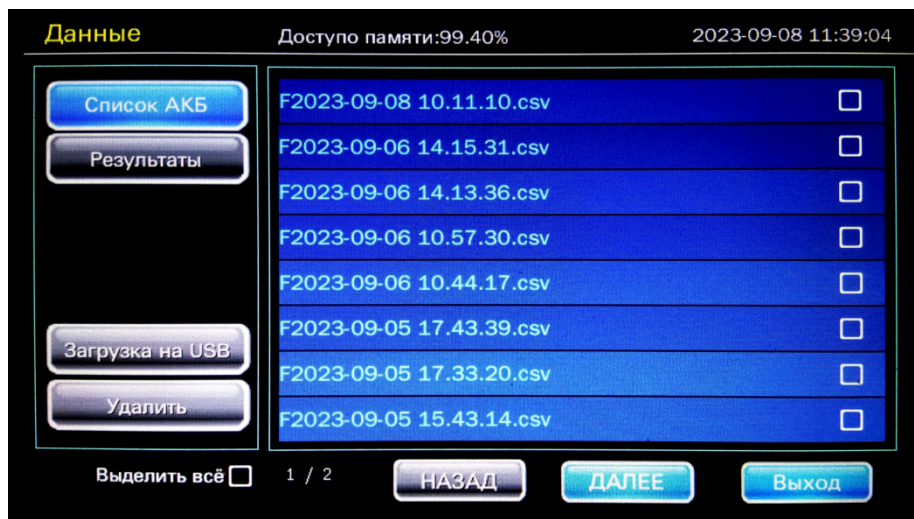 Данные
Доступо памяти:99.40%
2023-09-08 11:39:04
Список АКБ
Результаты
Загрузка на USB
Удалить
F2023-09-08 10.11.10.csv
F2023-09-06 14.15.31.csv
F2023-09-06 14.13.36.csv
F2023-09-06 10.57.30.csv
F2023-09-06 10.44.17.csv
F2023-09-05 17.43.39.csv
F2023-09-05 17.33.20.csv
F2023-09-05 15.43.14.csv
Выделить всё
1 / 2
НАЗАД
ДАЛЕЕ
Выход